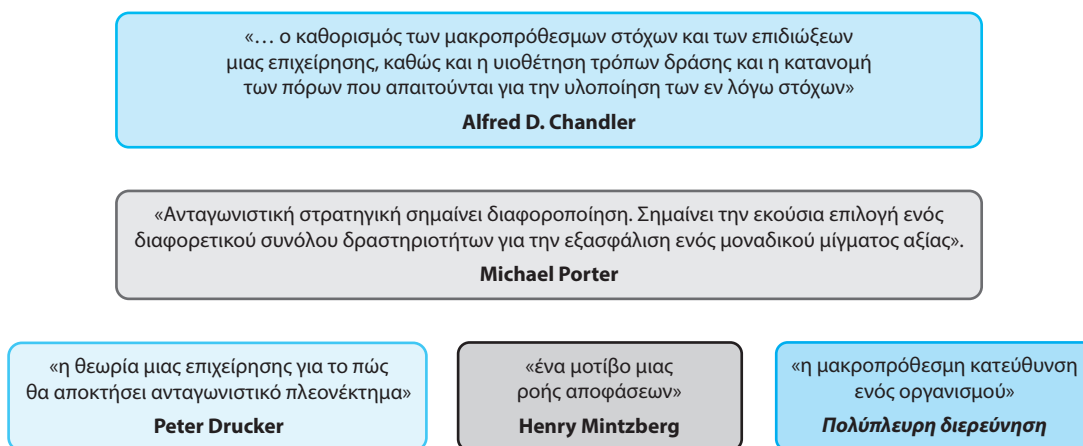 «… ο καθορισμός των μακροπρόθεσμων στόχων και των επιδιώξεων
μιας επιχείρησης, καθώς και η υιοθέτηση τρόπων δράσης και η κατανομή
των πόρων που απαιτούνται για την υλοποίηση των εν λόγω στόχων»
Alfred D. Chandler
«Ανταγωνιστική στρατηγική σημαίνει διαφοροποίηση. Σημαίνει την εκούσια επιλογή ενός
διαφορετικού συνόλου δραστηριοτήτων για την εξασφάλιση ενός μοναδικού μίγματος αξίας».
Michael Porter
«η θεωρία μιας επιχείρησης για το πώς
θα αποκτήσει ανταγωνιστικό πλεονέκτημα»
Peter Drucker
«ένα μοτίβο μιας
ροής αποφάσεων»
Henry Mintzberg
«η μακροπρόθεσμη κατεύθυνση
ενός οργανισμού»
Πολύπλευρη διερεύνηση